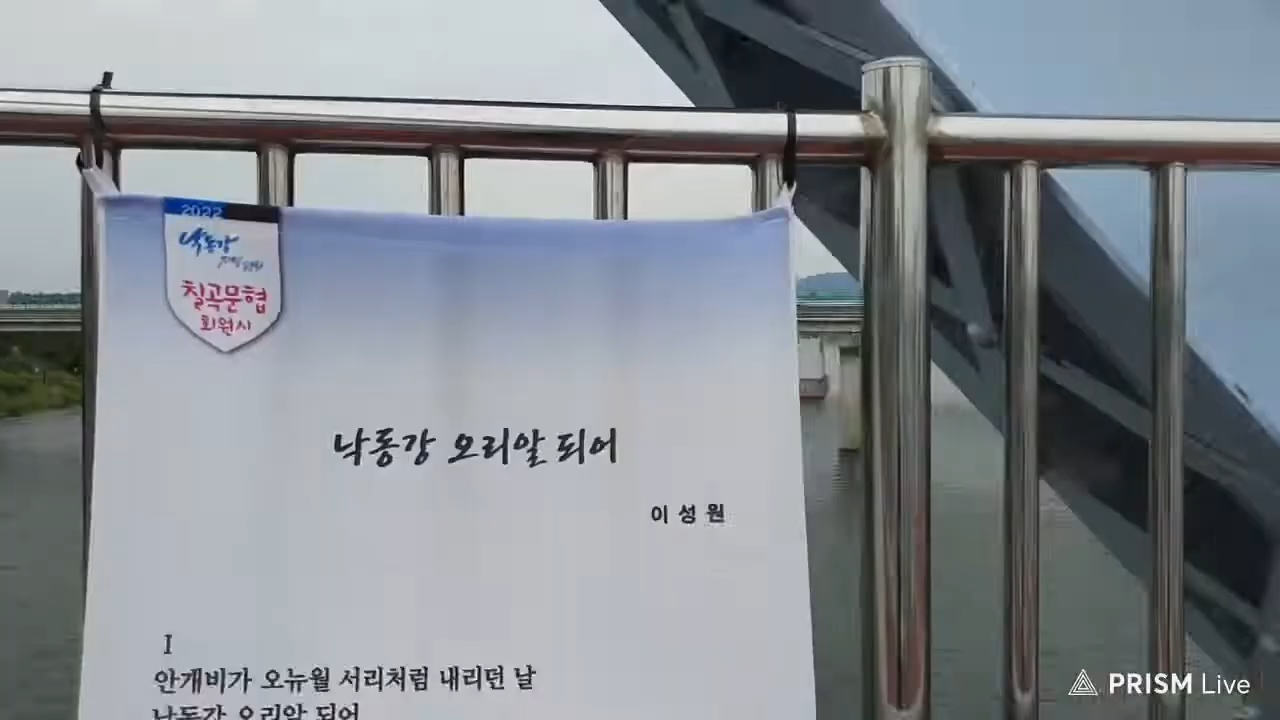 2022
낙동강
칠곡문협
회원시
낙동강 오리알 되어
이성원
I
안개비가 오뉴월 서리처럼 내리던 날
낙동강 오리알 되어
PRISM Live